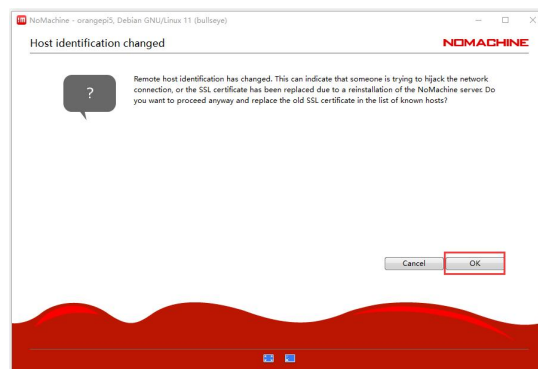 NoMachine - orangepi5, Debian GNU/Linux 11 (bullseye)
Host identification changed
NOMACHINE
?
Remote host identification has changed. This can indicate that someone is trying to hijack the network
connection, or the SSL certificate has been replaced due to a reinstallation of the NoMachine server. Do
you want to proceed anyway and replace the old SSL certificate in the list of known hosts?
Cancel
OK